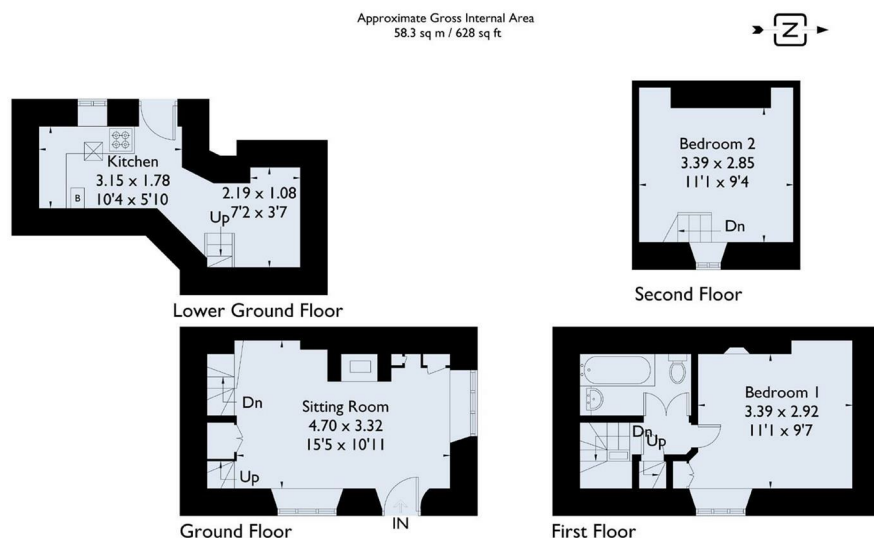 Approximate Gross Internal Area
58.3 sq m / 628 sq ft
N
Kitchen
3.15 x 1.78
10'4 x 5'10
B
2.19 x 1.08
7'2 x 3'7
Up
Lower Ground Floor
Bedroom 2
3.39 x 2.85
11'1 x 9'4
Dn
Second Floor
Sitting Room
4.70 x 3.32
15'5 x 10'11
Dn
Up
IN
Ground Floor
Bedroom 1
3.39 x 2.92
11'1 x 9'7
Dn
Up
First Floor